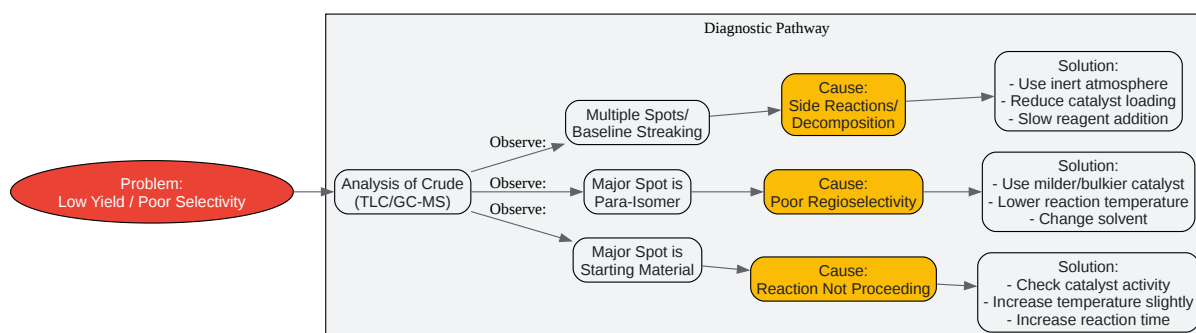 Diagnostic Pathway
Problem:
Low Yield / Poor Selectivity
Analysis of Crude
(TLC/GC-MS)
Observe:
Multiple Spots/
Baseline Streaking
Cause:
Side Reactions/
Decomposition
Solution:
- Use inert atmosphere
- Reduce catalyst loading
- Slow reagent addition
Observe:
Major Spot is
Para-Isomer
Cause:
Poor Regioselectivity
Solution:
- Use milder/bulkier catalyst
- Lower reaction temperature
- Change solvent
Observe:
Major Spot is
Starting Material
Cause:
Reaction Not Proceeding
Solution:
- Check catalyst activity
- Increase temperature slightly
- Increase reaction time